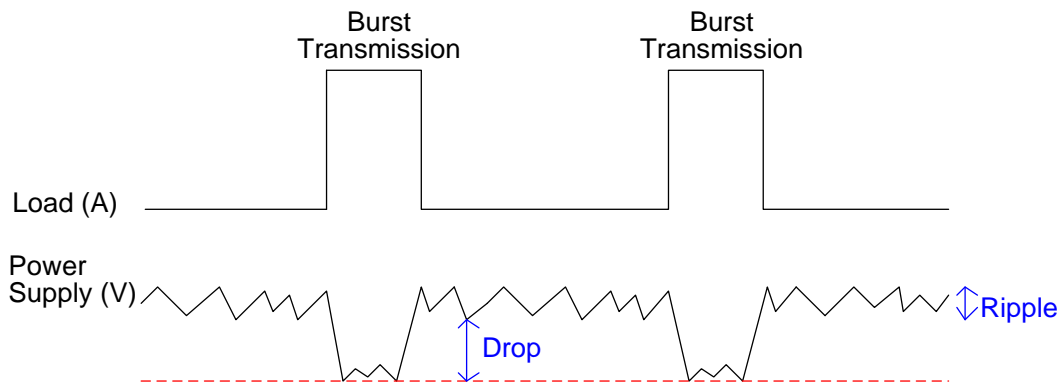 Burst
Transmission
Burst
Transmission
Load (A)
Power
Supply (V)
Ripple
Drop